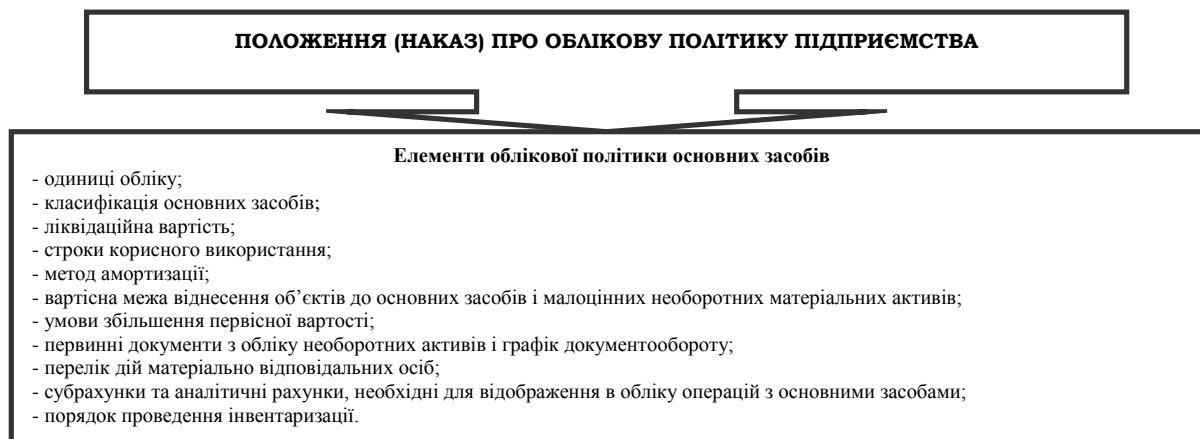 ПОЛОЖЕННЯ (НАКАЗ) ПРО ОБЛІКОВУ ПОЛІТИКУ ПІДПРИЄМСТВА
Елементи облікової політики основних засобів
- одиниці обліку;
- класифікація основних засобів;
- ліквідаційна вартість;
- строки корисного використання;
- метод амортизації;
- вартісна межа віднесення об’єктів до основних засобів і малоцінних необоротних матеріальних активів;
- умови збільшення первісної вартості;
- первинні документи з обліку необоротних активів і графік документообороту;
- перелік дій матеріально відповідальних осіб;
- субрахунки та аналітичні рахунки, необхідні для відображення в обліку операцій з основними засобами;
- порядок проведення інвентаризації.